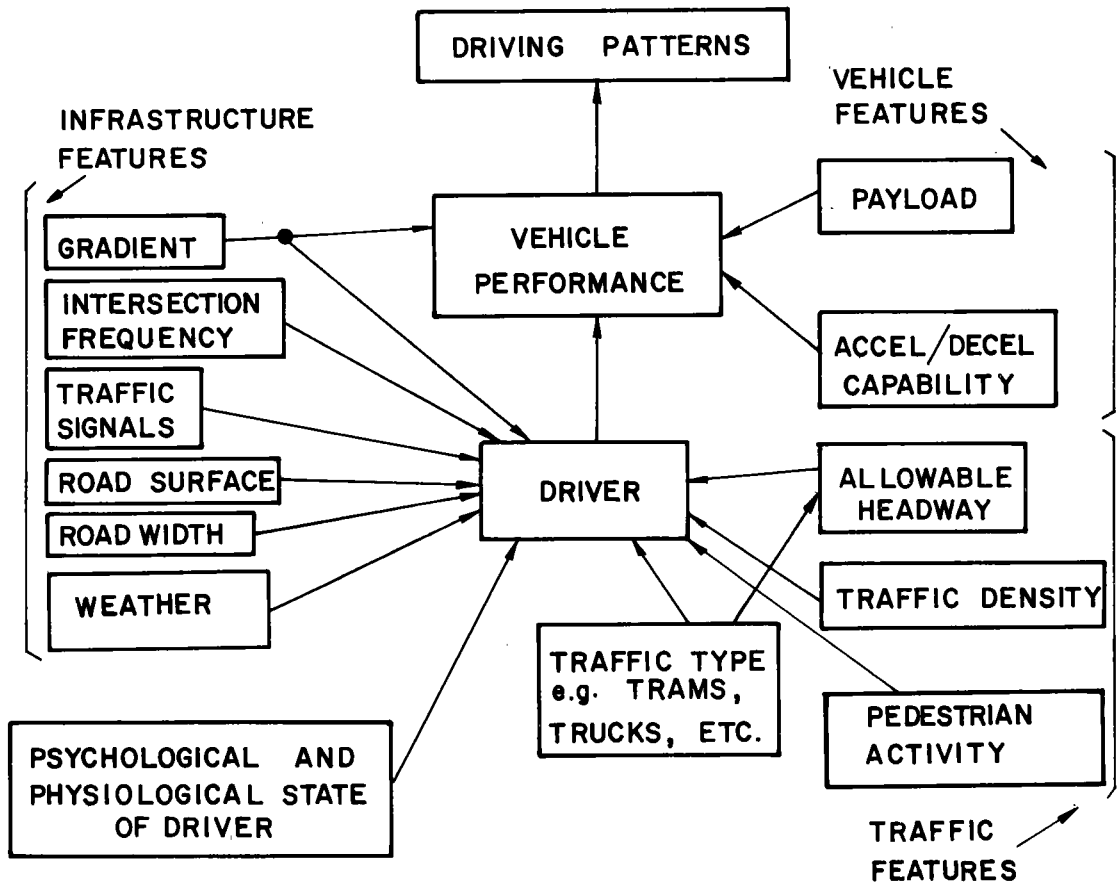 DRIVING PATTERNS
INFRASTRUCTURE
FEATURES
VEHICLE
FEATURES
GRADIENT
VEHICLE
PERFORMANCE
PAYLOAD
INTERSECTION
FREQUENCY
ACCEL/DECEL
CAPABILITY
TRAFFIC
SIGNALS
ROAD SURFACE
ROAD WIDTH
WEATHER
DRIVER
ALLOWABLE
HEADWAY
TRAFFIC DENSITY
TRAFFIC TYPE
e.g. TRAMS,
TRUCKS, ETC.
PEDESTRIAN
ACTIVITY
PSYCHOLOGICAL AND
PHYSIOLOGICAL STATE
OF DRIVER
TRAFFIC
FEATURES